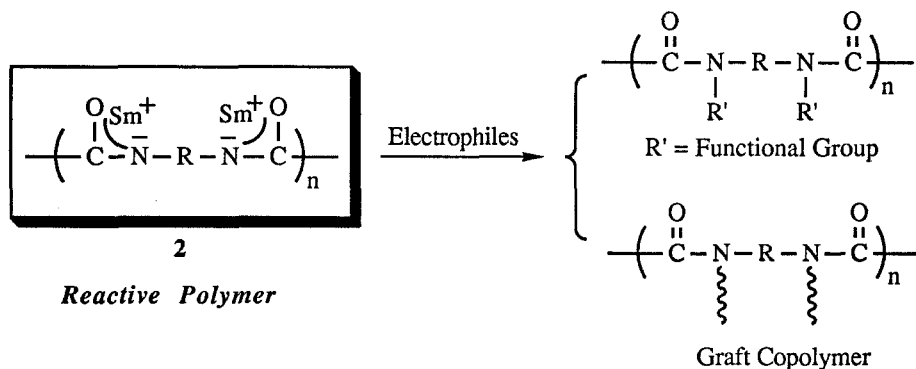 O Sm+ Sm+ O
—( C — N̄ — R — N̄ — C )— n
2
Reactive Polymer
Electrophiles
O O
—( C — N — R — N — C )— n
R' R'
R' = Functional Group
O O
—( C — N — R — N — C )— n
Graft Copolymer